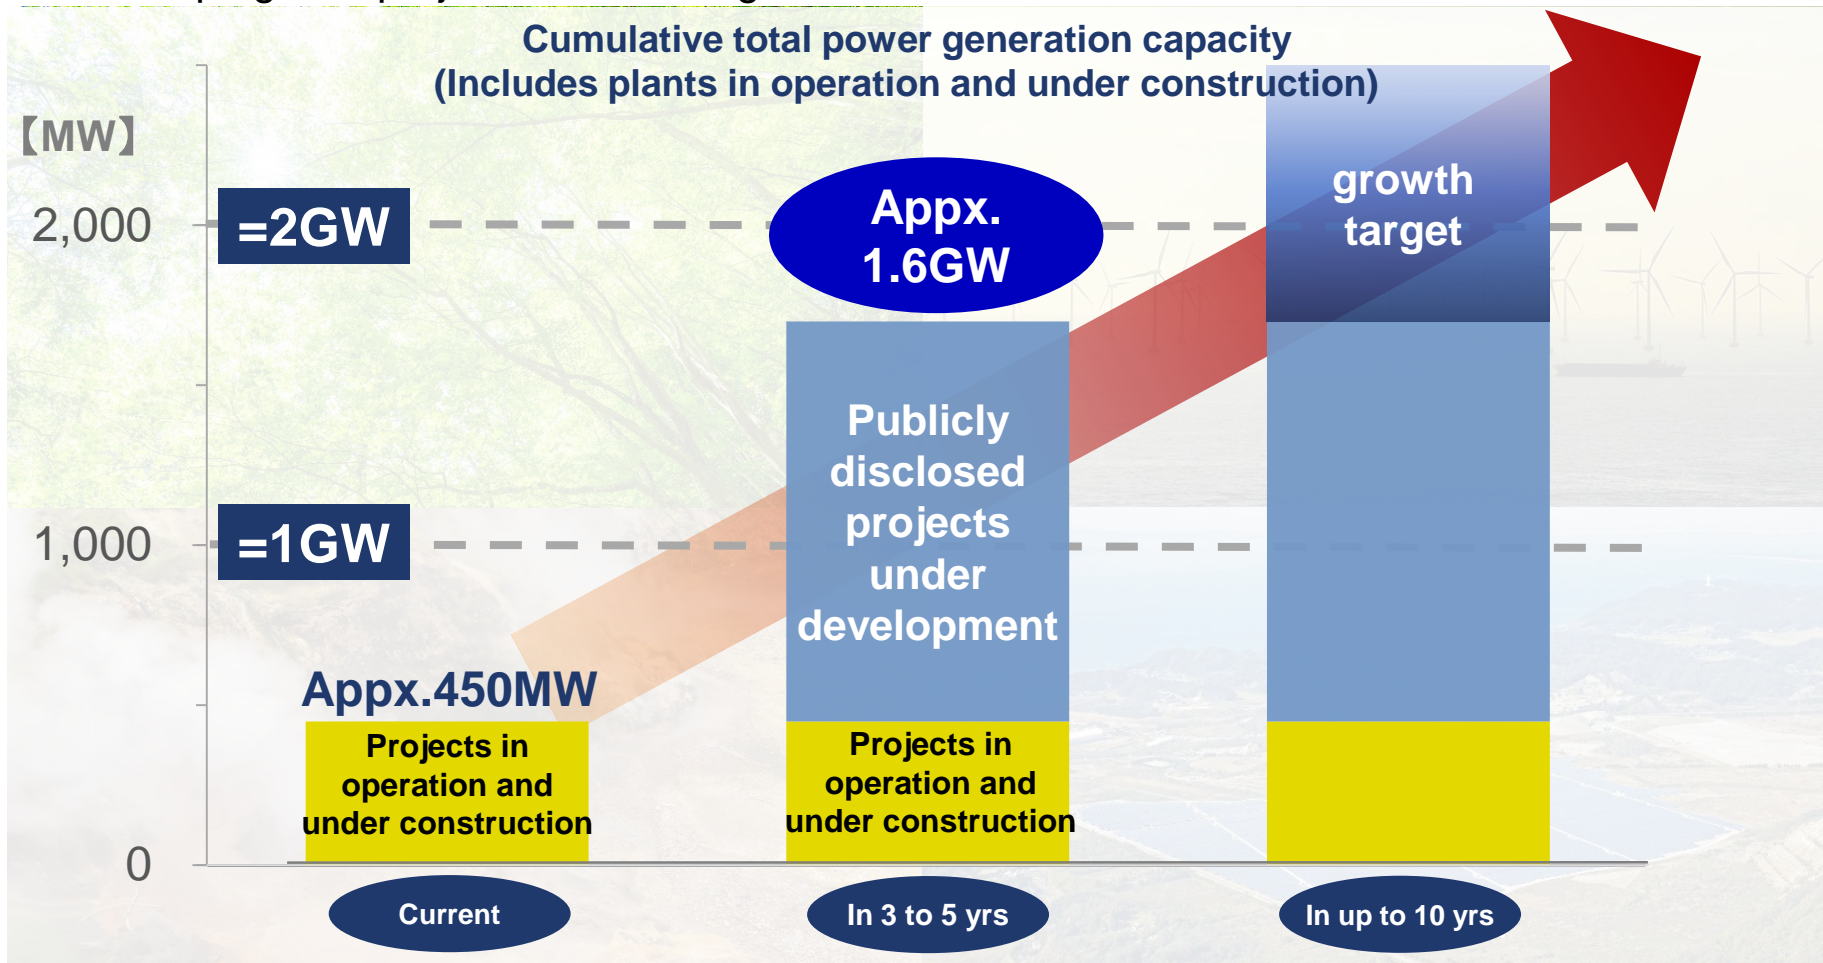 Cumulative total power generation capacity
(Includes plants in operation and under construction)
【MW】
2,000
=2GW
1,000
=1GW
0
Appx.
1.6GW
growth
target
Publicly
disclosed
projects
under
development
Appx.450MW
Projects in
operation and
under construction
Projects in
operation and
under construction
Current
In 3 to 5 yrs
In up to 10 yrs